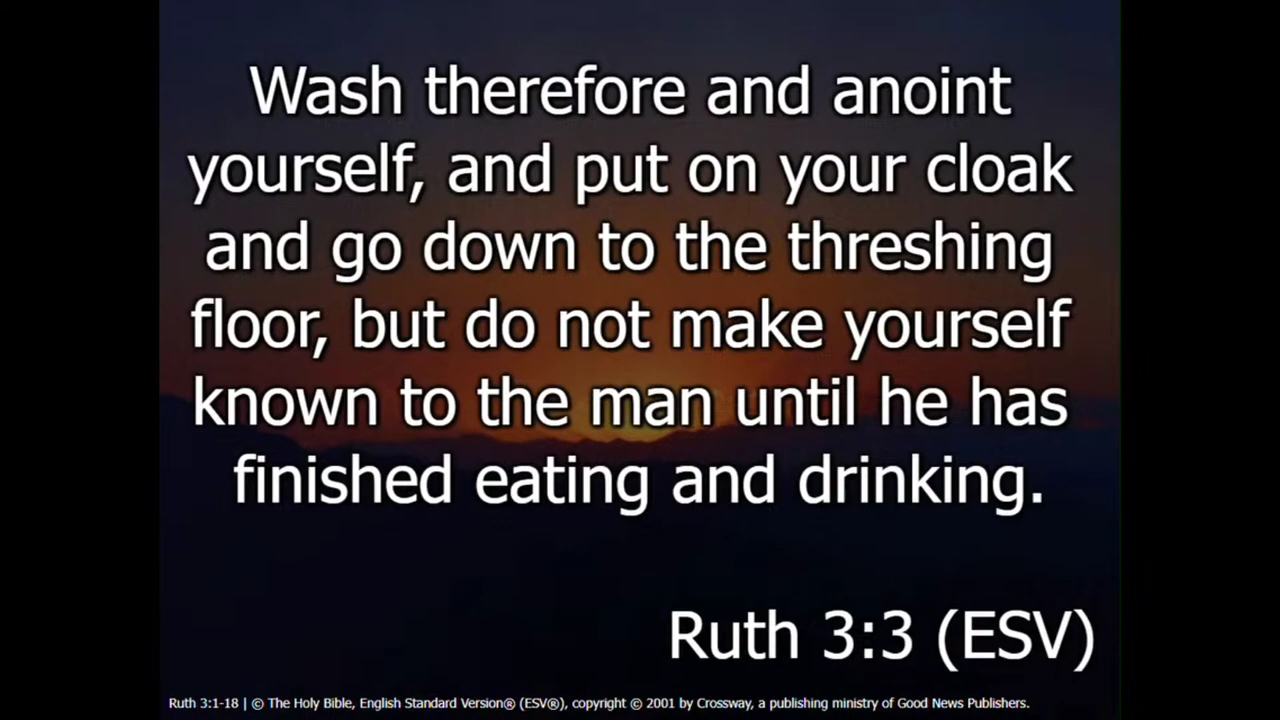 Wash therefore and anoint
yourself, and put on your cloak
and go down to the threshing
floor, but do not make yourself
known to the man until he has
finished eating and drinking.
Ruth 3:3 (ESV)
Ruth 3:1-18 | © The Holy Bible, English Standard Version® (ESV®), copyright © 2001 by Crossway, a publishing ministry of Good News Publishers.